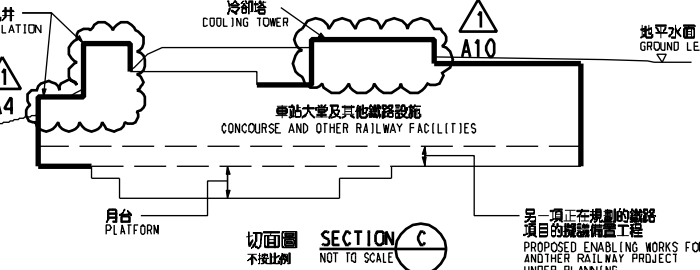 井
冷卻塔
COOLING TOWER
1
A10
地平水面
GROUND LE
LATION
1
A4
車站大堂及其他鐵路設施
CONCOURSE AND OTHER RAILWAY FACILITIES
月台
PLATFORM
切面圖
不按比例
SECTION
NOT TO SCALE
C
另一項正在規劃的鐵路
項目的擬議備置工程
PROPOSED ENABLING WORKS FO
ANOTHER RAILWAY PROJECT
UNDER PLANNING